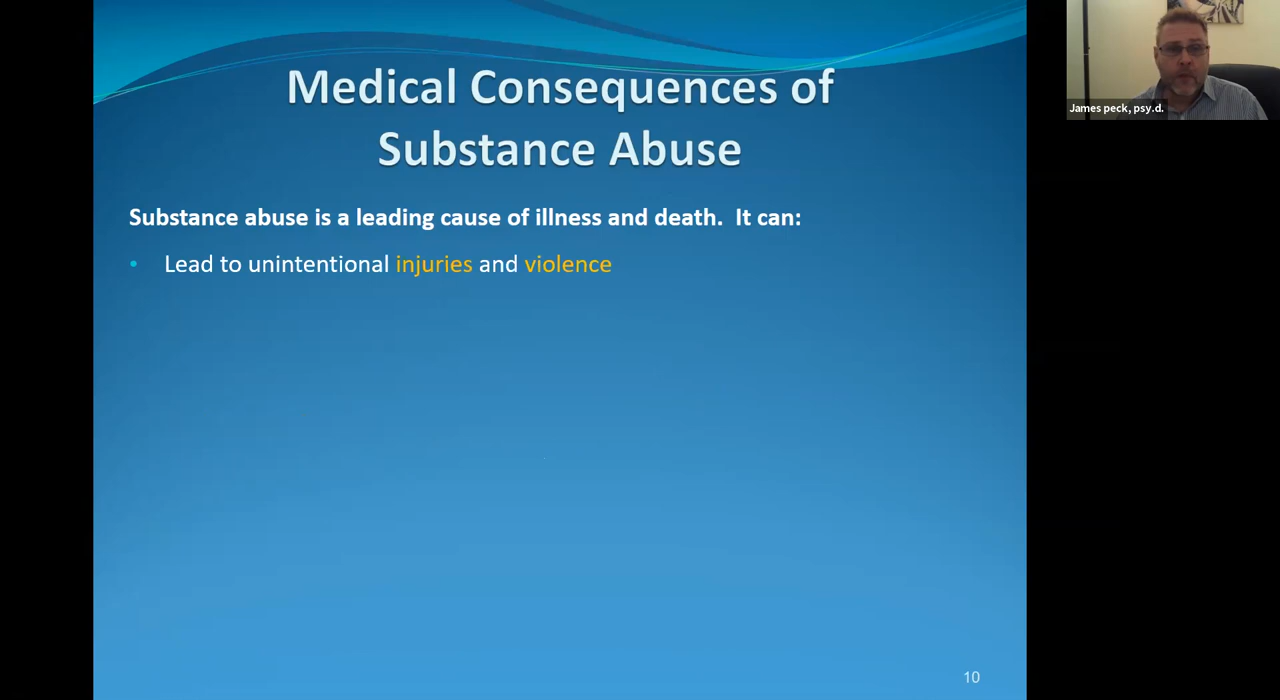 Medical Consequences of
Substance Abuse
Substance abuse is a leading cause of illness and death.  It can:
• Lead to unintentional injuries and violence
10
James peck, psy.d.